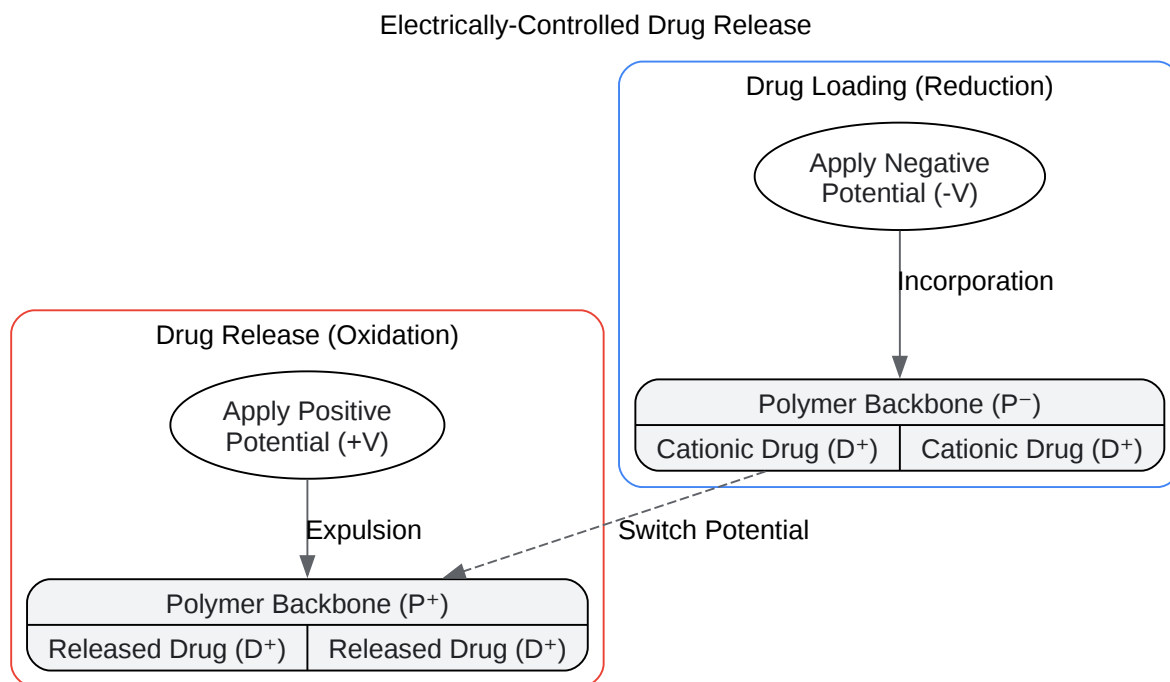 Electrically-Controlled Drug Release
Drug Loading (Reduction)
Apply Negative
Potential (-V)
Incorporation
Polymer Backbone (P⁻)
Cationic Drug (D⁺)
Cationic Drug (D⁺)
Switch Potential
Drug Release (Oxidation)
Apply Positive
Potential (+V)
Expulsion
Polymer Backbone (P⁺)
Released Drug (D⁺)
Released Drug (D⁺)